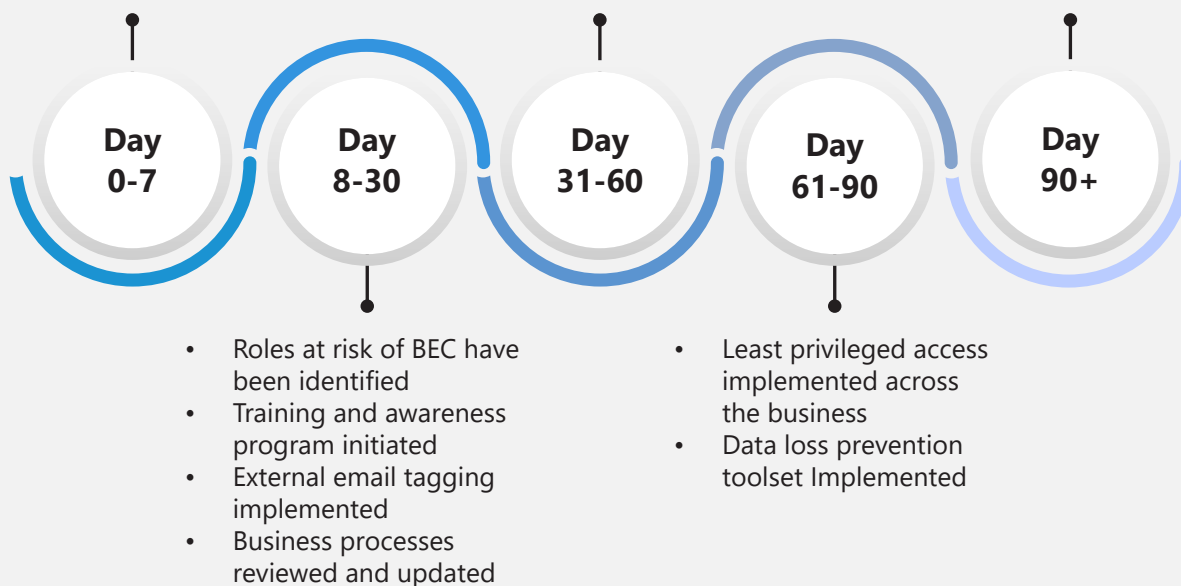 Day
0-7
Day
8-30
Day
31-60
Day
61-90
Day
90+
• Roles at risk of BEC have
been identified
• Training and awareness
program initiated
• External email tagging
implemented
• Business processes
reviewed and updated
• Least privileged access
implemented across
the business
• Data loss prevention
toolset Implemented